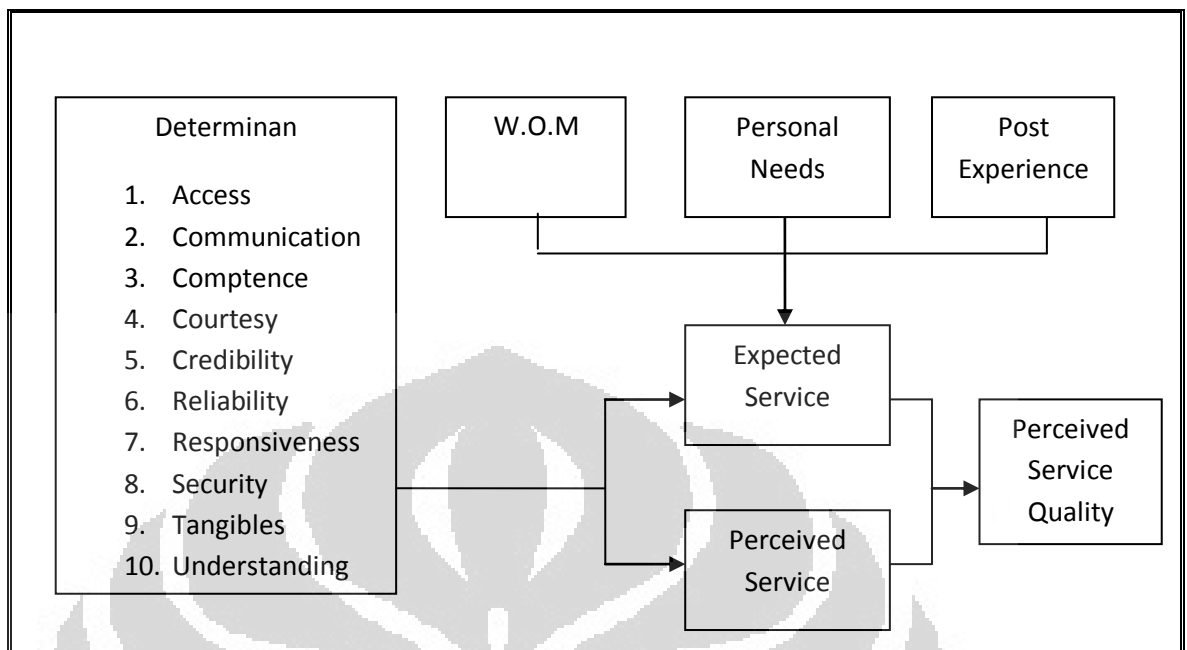 Determinan
1. Access
2. Communication
3. Comptence
4. Courtesy
5. Credibility
6. Reliability
7. Responsiveness
8. Security
9. Tangibles
10. Understanding
W.O.M
Personal
Needs
Post
Experience
Expected
Service
Perceived
Service
Perceived
Service
Quality